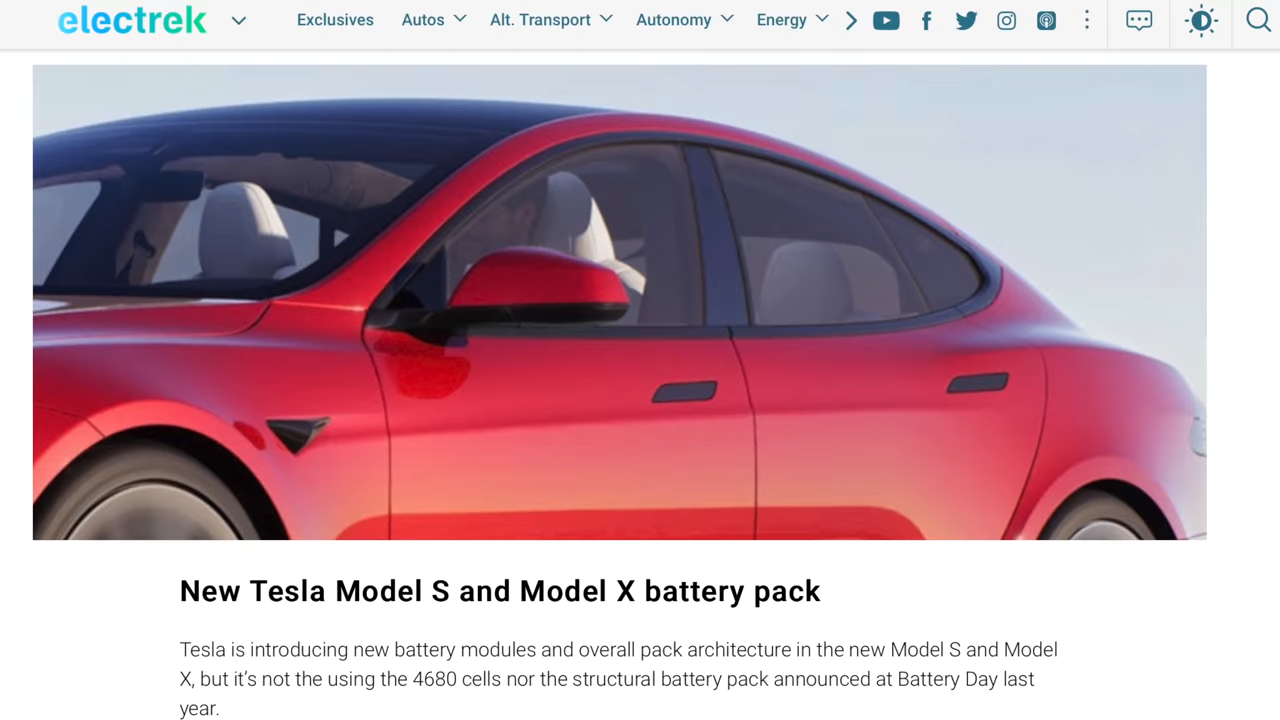 electrek Exclusives Autos Alt. Transport Autonomy Energy
New Tesla Model S and Model X battery pack
Tesla is introducing new battery modules and overall pack architecture in the new Model S and Model
X, but it’s not the using the 4680 cells nor the structural battery pack announced at Battery Day last
year.